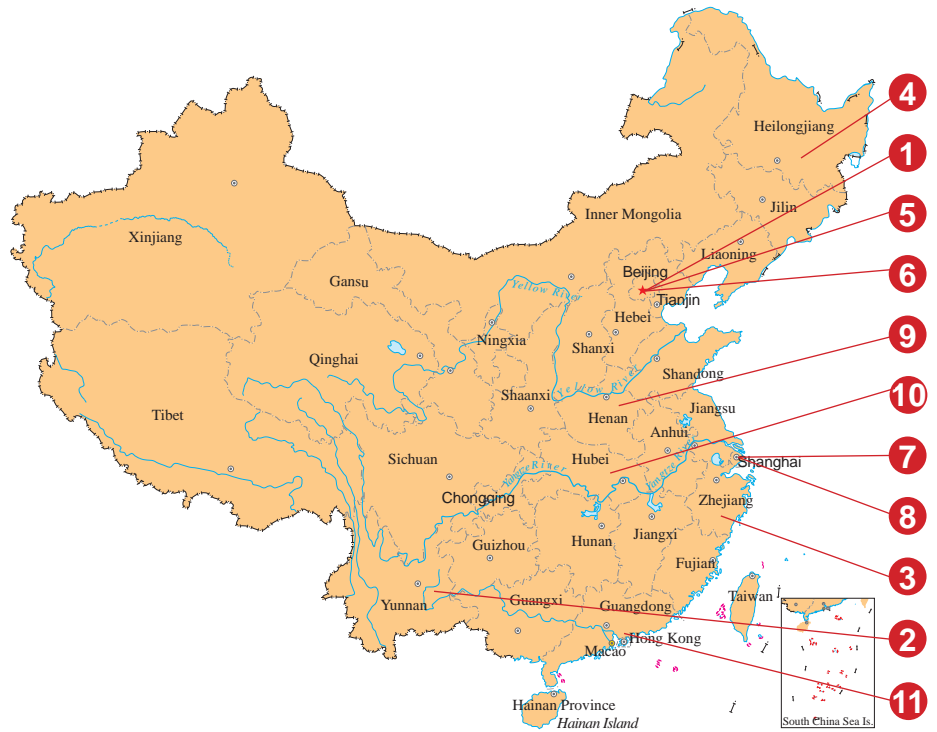 4
Heilongjiang
1
Jilin
5
Inner Mongolia
Xinjiang
Liaoning
Beijing
6
Gansu
Yellow River
Tianjin
Hebei
Ningxia
9
Shanxi
Qinghai
Shandong
Yellow River
Shaanxi
10
Tibet
Henan
Jiangsu
Anhui
Sichuan
Hubei
7
Shanghai
Yangtze River
Chongqing
Zhejiang
8
Guizhou
Hunan
Jiangxi
Fujian
3
Taiwan
Yunnan
Guangxi
Guangdong
2
Hong Kong
Macao
11
Hainan Province
Hainan Island
South China Sea Is.